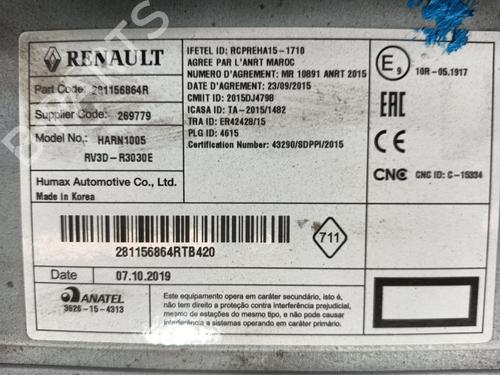 RENAULT
Part Code: 281156864R
Supplier Code: 269779
Model No.: HARN1005
RV3D-R3030E
Humax Automotive Co., Ltd.
Made in Korea
IFETEL ID: RCPREHA15-1710
AGREE PAR L'ANRT MAROC
NUMERO D'AGREMENT: MR 10891 ANRT 2015
DATE D'AGREMENT: 23/09/2015
CMIIT ID: 2015DJ4798
ICASA ID: TA-2015/1482
TRA ID: ER42428/15
PLG ID: 4615
Certification Number: 43290/SDPPI/2015
E9
10R-05.1917
EAC
CE
CNC CNC ID: C-15334
281156864RTB420
711
Date 07.10.2019
ANATEL
3626-15-4313
Este equipamento opera em caráter secundário, isto é,
não tem direito a proteção contra interferência prejudicial,
mesmo de estações do mesmo tipo, e não pode causar
interferência a sistemas operando em caráter primário.